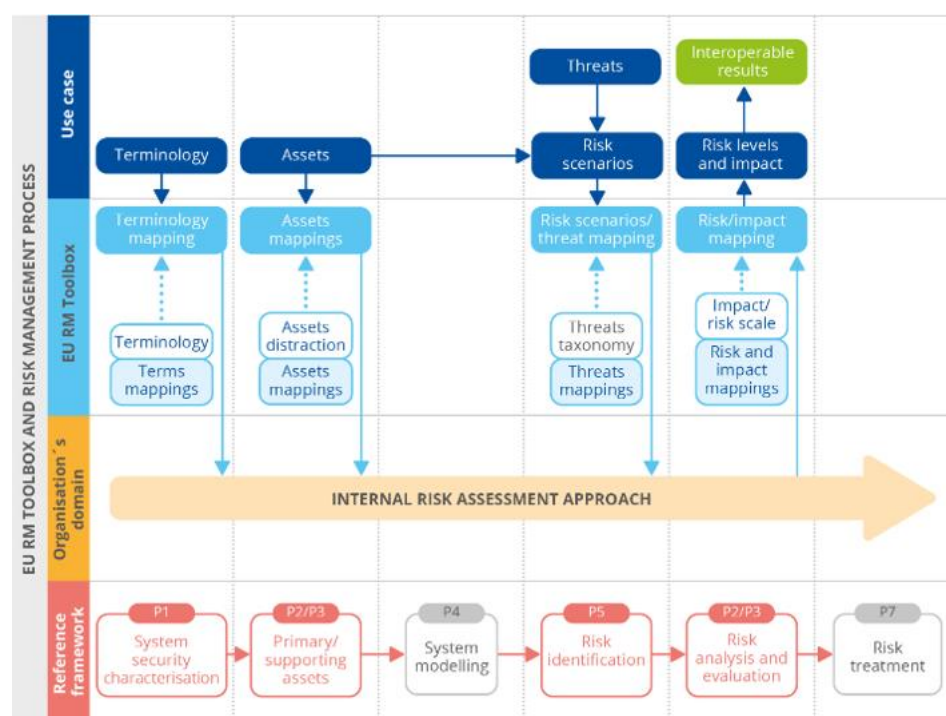 EU RM TOOLBOX AND RISK MANAGEMENT PROCESS
Use case
Threats
Interoperable
results
Terminology
Assets
Risk
scenarios
Risk levels
and impact
EU RM Toolbox
Terminology
mapping
Assets
mappings
Risk scenarios/
threat mapping
Risk/impact
mapping
Terminology
Terms
mappings
Assets
distraction
Assets
mappings
Threats
taxonomy
Threats
mappings
Impact/
risk scale
Risk and
impact
mappings
Organisation´s
domain
INTERNAL RISK ASSESSMENT APPROACH
Reference
framework
P1
System
security
characterisation
P2/P3
Primary/
supporting
assets
P4
System
modelling
P5
Risk
identification
P2/P3
Risk
analysis and
evaluation
P7
Risk
treatment